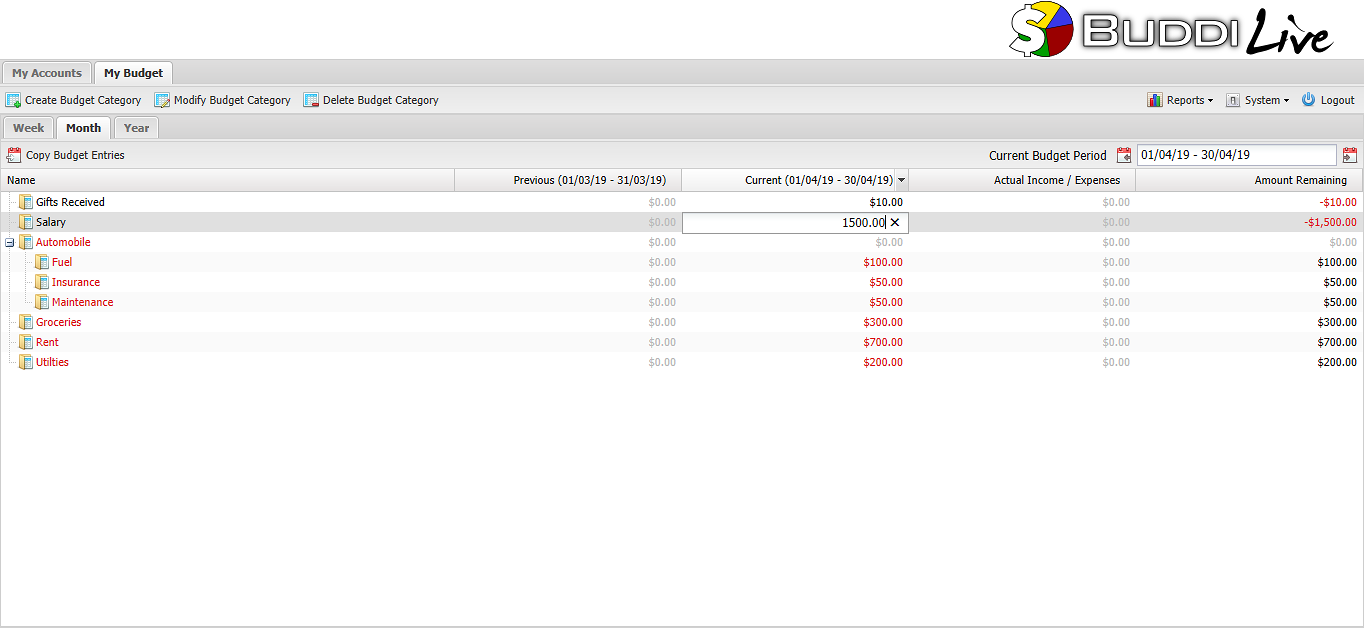 BUDDI Live
My Accounts My Budget
Create Budget Category Modify Budget Category Delete Budget Category Reports System Logout
Week Month Year
Copy Budget Entries Current Budget Period 01/04/19 - 30/04/19
Name Previous (01/03/19 - 31/03/19) Current (01/04/19 - 30/04/19) Actual Income / Expenses Amount Remaining
Gifts Received $0.00 $10.00 $0.00 -$10.00
Salary $0.00 1500.00 $0.00 -$1,500.00
Automobile $0.00 $0.00 $0.00 $0.00
Fuel $0.00 $100.00 $0.00 $100.00
Insurance $0.00 $50.00 $0.00 $50.00
Maintenance $0.00 $50.00 $0.00 $50.00
Groceries $0.00 $300.00 $0.00 $300.00
Rent $0.00 $700.00 $0.00 $700.00
Utilties $0.00 $200.00 $0.00 $200.00